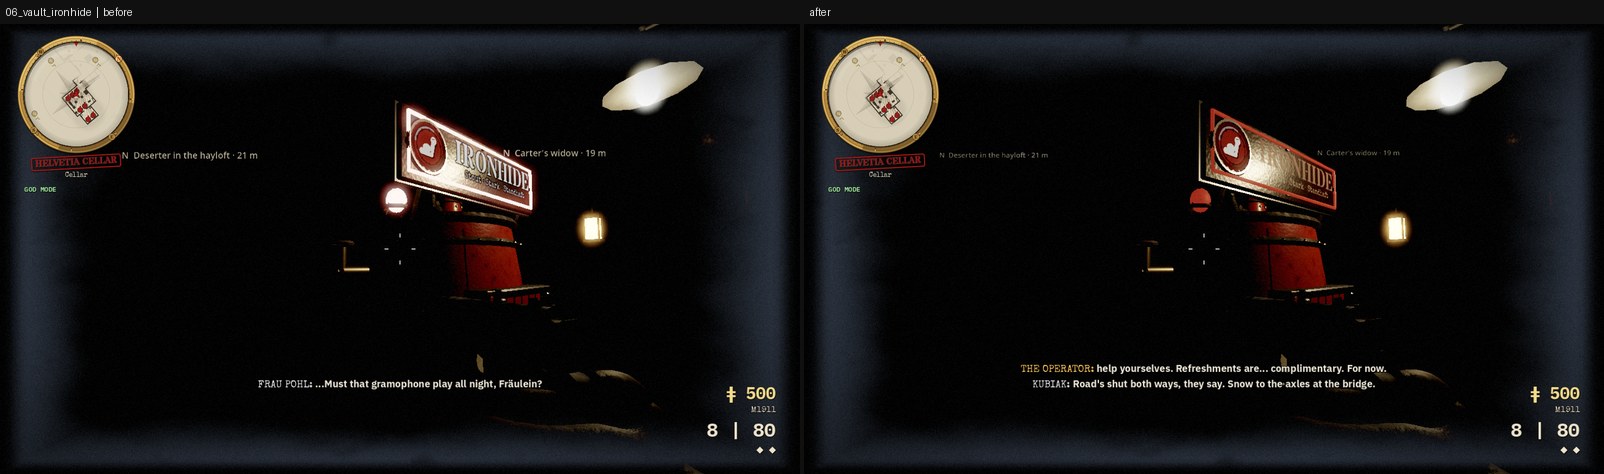 06_vault_ironhide | before
HELVETIA CELLAR
Cellar
GOD MODE
N Deserter in the hayloft · 21 m
N Carter's widow · 19 m
IRONHIDE
FRAU POHL: ...Must that gramophone play all night, Fräulein?
‡ 500
M1911
8 | 80
after
HELVETIA CELLAR
Cellar
GOD MODE
N Deserter in the hayloft · 21 m
N Carter's widow · 19 m
IRONHIDE
THE OPERATOR: help yourselves. Refreshments are... complimentary. For now.
KUBIAK: Road's shut both ways, they say. Snow to the axles at the bridge.
‡ 500
M1911
8 | 80